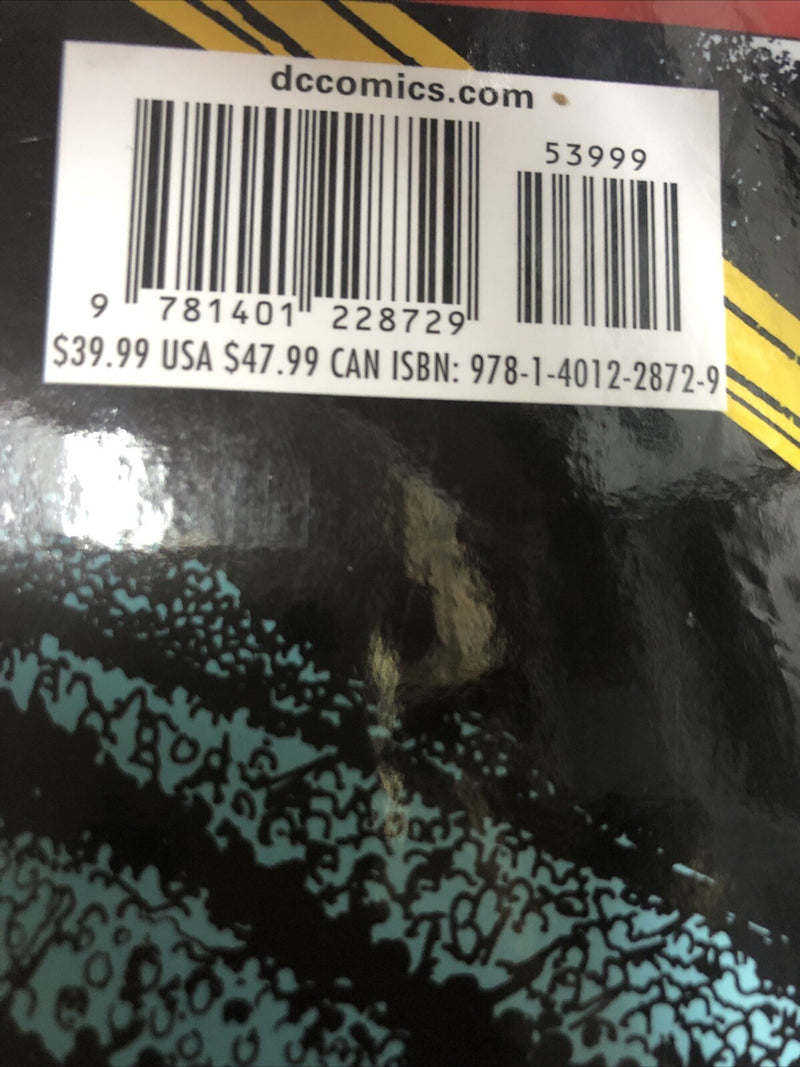 dccomics.com
53999
9 781401 228729
$39.99 USA $47.99 CAN ISBN: 978-1-4012-2872-9